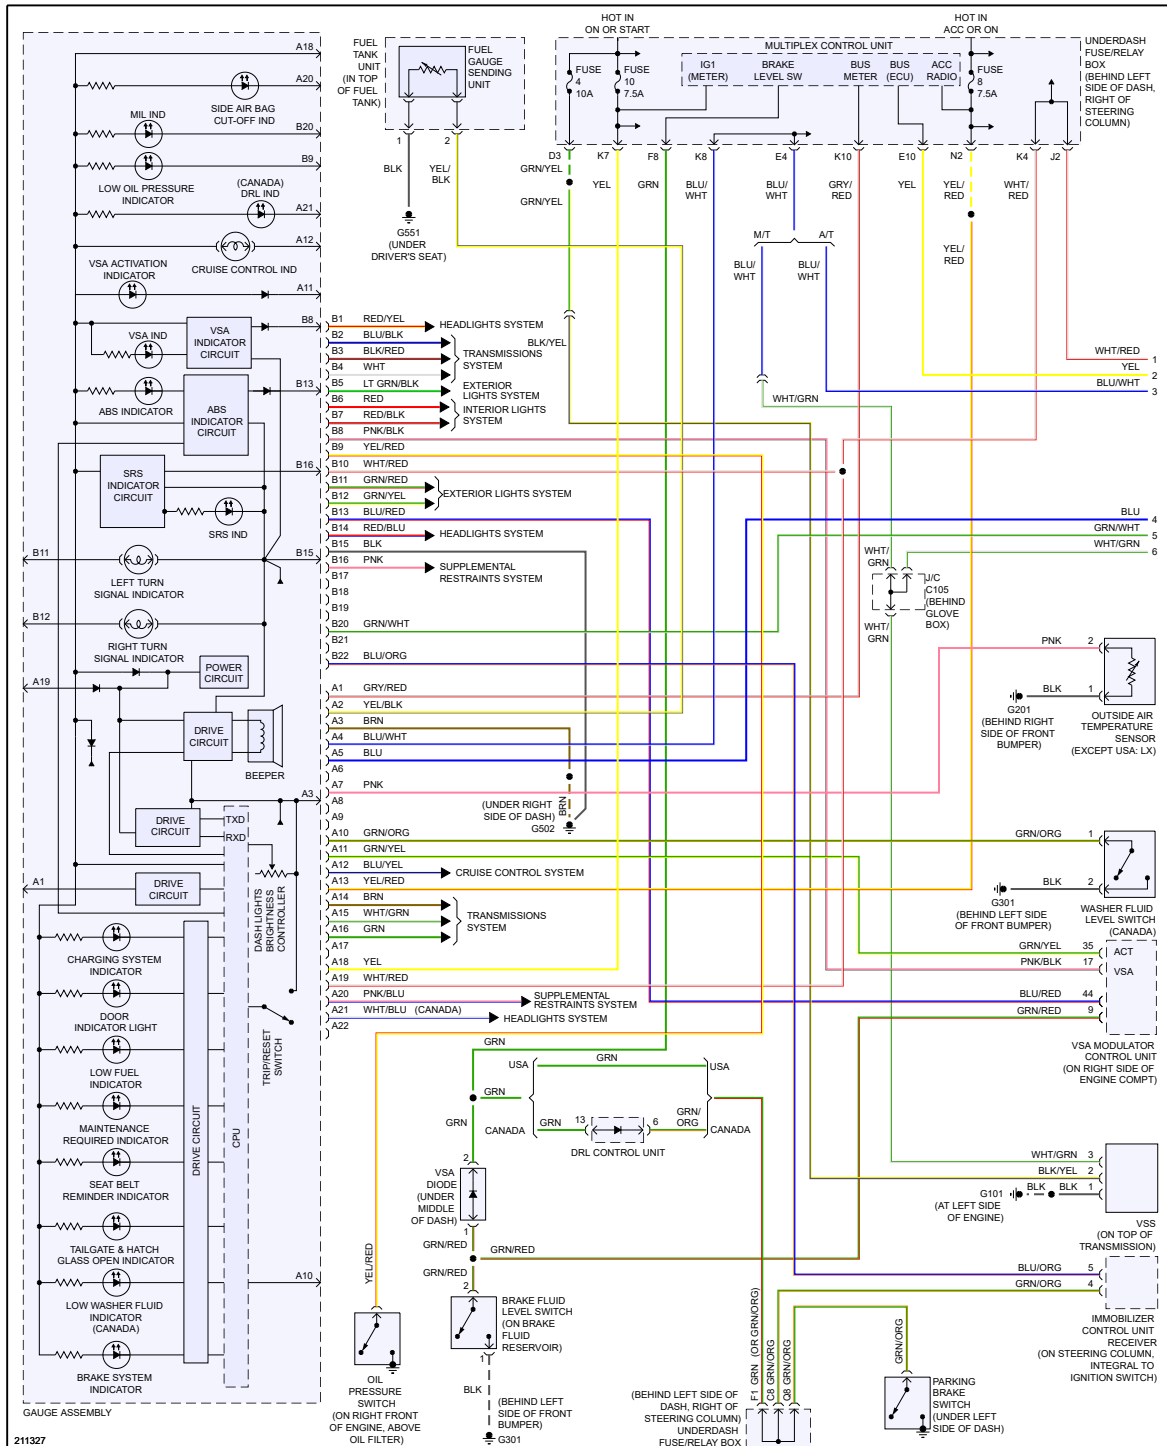 HOT IN
ON OR START
HOT IN
ACC OR ON
FUEL
TANK
UNIT
(IN TOP
OF FUEL
TANK)
FUEL
GAUGE
SENDING
UNIT
MULTIPLEX CONTROL UNIT
FUSE
4
10A
FUSE
10
7.5A
IG1
(METER)
BRAKE
LEVEL SW
BUS
METER
BUS
(ECU)
ACC
RADIO
FUSE
8
7.5A
UNDERDASH
FUSE/RELAY
BOX
(BEHIND LEFT
SIDE OF DASH,
RIGHT OF
STEERING
COLUMN)
1
2
D3
K7
F8
K8
E4
K10
E10
N2
K4
J2
BLK
YEL/
BLK
GRN/YEL
GRN/YEL
YEL
GRN
BLU/
WHT
BLU/
WHT
GRY/
RED
YEL
YEL/
RED
YEL/
RED
WHT/
RED
G551
(UNDER
DRIVER'S SEAT)
M/T
A/T
BLU/
WHT
BLU/
WHT
BLK/YEL
WHT/GRN
WHT/RED 1
YEL 2
BLU/WHT 3
BLU 4
GRN/WHT 5
WHT/GRN 6
A18
A20
SIDE AIR BAG
CUT-OFF IND
MIL IND
B20
B9
LOW OIL PRESSURE
INDICATOR
(CANADA)
DRL IND
A21
A12
CRUISE CONTROL IND
VSA ACTIVATION
INDICATOR
A11
B8
VSA IND
VSA
INDICATOR
CIRCUIT
B13
ABS INDICATOR
ABS
INDICATOR
CIRCUIT
B16
SRS
INDICATOR
CIRCUIT
SRS IND
B11
B15
LEFT TURN
SIGNAL INDICATOR
B12
RIGHT TURN
SIGNAL INDICATOR
POWER
CIRCUIT
A19
DRIVE
CIRCUIT
BEEPER
A3
DRIVE
CIRCUIT
TXD
RXD
A1
DRIVE
CIRCUIT
DASH LIGHTS
BRIGHTNESS
CONTROLLER
TRIP/RESET
SWITCH
DRIVE CIRCUIT
CPU
CHARGING SYSTEM
INDICATOR
DOOR
INDICATOR LIGHT
LOW FUEL
INDICATOR
MAINTENANCE
REQUIRED INDICATOR
SEAT BELT
REMINDER INDICATOR
TAILGATE & HATCH
GLASS OPEN INDICATOR
A10
LOW WASHER FLUID
INDICATOR
(CANADA)
BRAKE SYSTEM
INDICATOR
GAUGE ASSEMBLY
211327
B1 RED/YEL HEADLIGHTS SYSTEM
B2 BLU/BLK
B3 BLK/RED
B4 WHT
TRANSMISSIONS
SYSTEM
B5 LT GRN/BLK
EXTERIOR
LIGHTS SYSTEM
B6 RED
B7 RED/BLK
INTERIOR LIGHTS
SYSTEM
B8 PNK/BLK
B9 YEL/RED
B10 WHT/RED
B11 GRN/RED
B12 GRN/YEL
EXTERIOR LIGHTS SYSTEM
B13 BLU/RED
B14 RED/BLU HEADLIGHTS SYSTEM
B15 BLK
B16 PNK
SUPPLEMENTAL
RESTRAINTS SYSTEM
B17
B18
B19
B20 GRN/WHT
B21
B22 BLU/ORG
A1 GRY/RED
A2 YEL/BLK
A3 BRN
A4 BLU/WHT
A5 BLU
A6
A7 PNK
A8
A9
A10 GRN/ORG
A11 GRN/YEL
A12 BLU/YEL CRUISE CONTROL SYSTEM
A13 YEL/RED
A14 BRN
A15 WHT/GRN
A16 GRN
TRANSMISSIONS
SYSTEM
A17
A18 YEL
A19 WHT/RED
A20 PNK/BLU
SUPPLEMENTAL
RESTRAINTS SYSTEM
A21 WHT/BLU (CANADA) HEADLIGHTS SYSTEM
A22
(UNDER RIGHT
SIDE OF DASH)
G502
BRN
WHT/
GRN
J/C
C105
(BEHIND
GLOVE
BOX)
WHT/
GRN
PNK 2
BLK 1
G201
(BEHIND RIGHT
SIDE OF FRONT
BUMPER)
OUTSIDE AIR
TEMPERATURE
SENSOR
(EXCEPT USA: LX)
GRN/ORG 1
BLK 2
G301
(BEHIND LEFT SIDE
OF FRONT BUMPER)
WASHER FLUID
LEVEL SWITCH
(CANADA)
GRN/YEL 35 ACT
PNK/BLK 17 VSA
BLU/RED 44
GRN/RED 9
VSA MODULATOR
CONTROL UNIT
(ON RIGHT SIDE OF
ENGINE COMPT)
GRN
GRN
USA
GRN
USA
GRN
CANADA
GRN
13
6
GRN/
ORG
CANADA
DRL CONTROL UNIT
GRN
2
VSA
DIODE
(UNDER
MIDDLE
OF DASH)
1
GRN/RED
GRN/RED
GRN/RED
2
BRAKE FLUID
LEVEL SWITCH
(ON BRAKE
FLUID
RESERVOIR)
1
BLK
(BEHIND LEFT
SIDE OF FRONT
BUMPER)
G301
YEL/RED
OIL
PRESSURE
SWITCH
(ON RIGHT FRONT
OF ENGINE, ABOVE
OIL FILTER)
WHT/GRN 3
BLK/YEL 2
BLK BLK 1
G101
(AT LEFT SIDE
OF ENGINE)
VSS
(ON TOP OF
TRANSMISSION)
BLU/ORG 5
GRN/ORG 4
IMMOBILIZER
CONTROL UNIT
RECEIVER
(ON STEERING COLUMN,
INTEGRAL TO
IGNITION SWITCH)
F1 GRN (OR GRN/ORG)
C8 GRN/ORG
Q8 GRN/ORG
GRN/ORG
(BEHIND LEFT SIDE OF
DASH, RIGHT OF
STEERING COLUMN)
UNDERDASH
FUSE/RELAY BOX
PARKING
BRAKE
SWITCH
(UNDER LEFT
SIDE OF DASH)